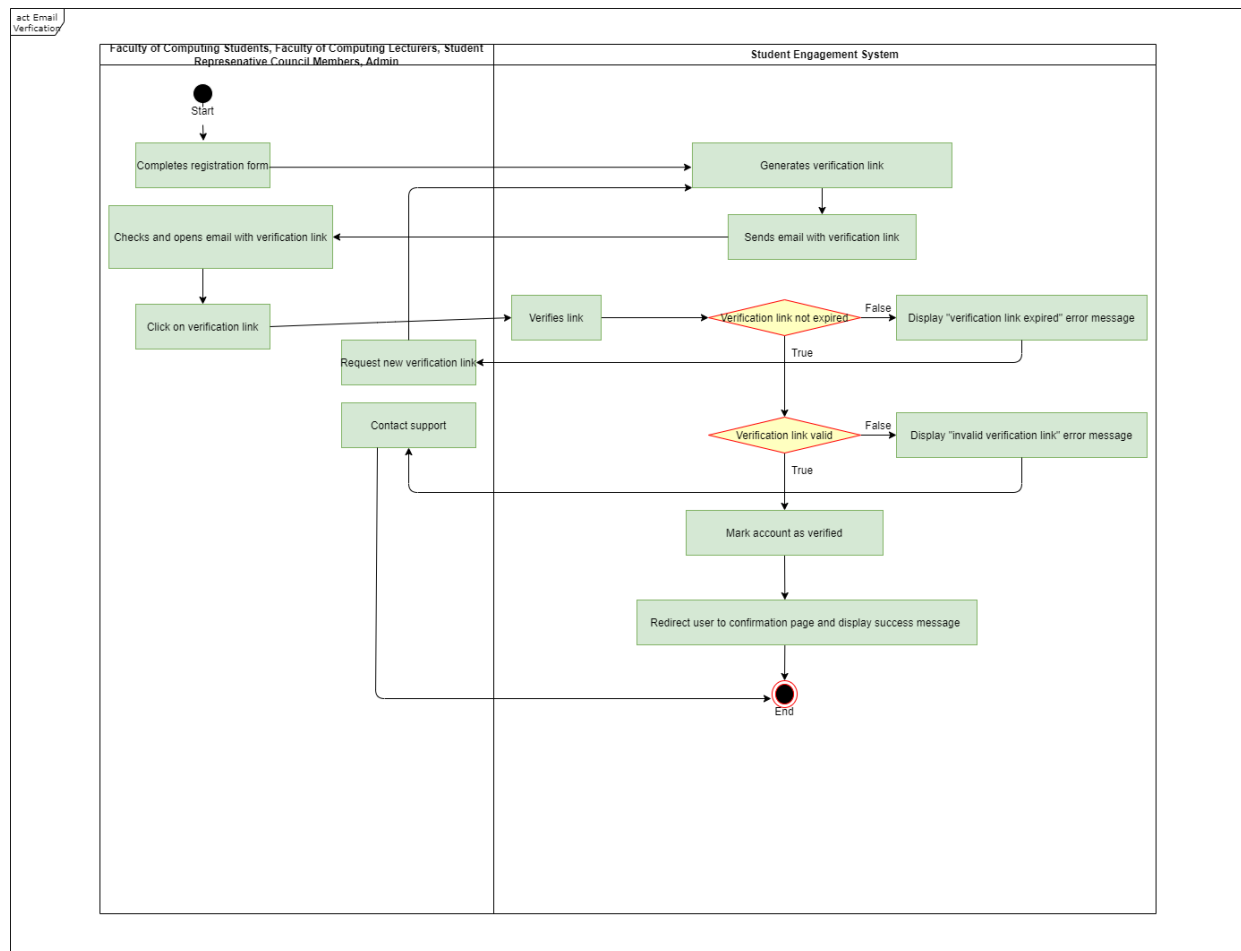 act Email
Verfication
Faculty of Computing Students, Faculty of Computing Lecturers, Student
Represenative Council Members, Admin
Student Engagement System
Start
Completes registration form
Generates verification link
Checks and opens email with verification link
Sends email with verification link
Click on verification link
Verifies link
Verification link not expired
False
Display "verification link expired" error message
True
Request new verification link
Contact support
Verification link valid
False
Display "invalid verification link" error message
True
Mark account as verified
Redirect user to confirmation page and display success message
End